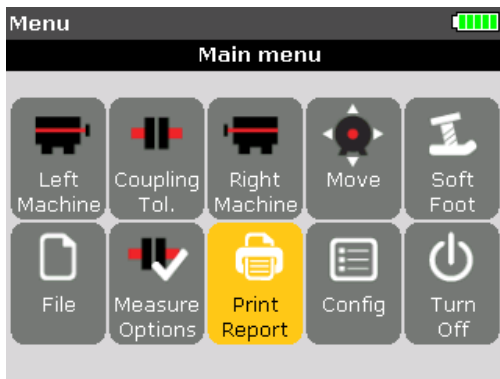 Menu
Main menu
Left Machine
Coupling Tol.
Right Machine
Move
Soft Foot
File
Measure Options
Print Report
Config
Turn Off